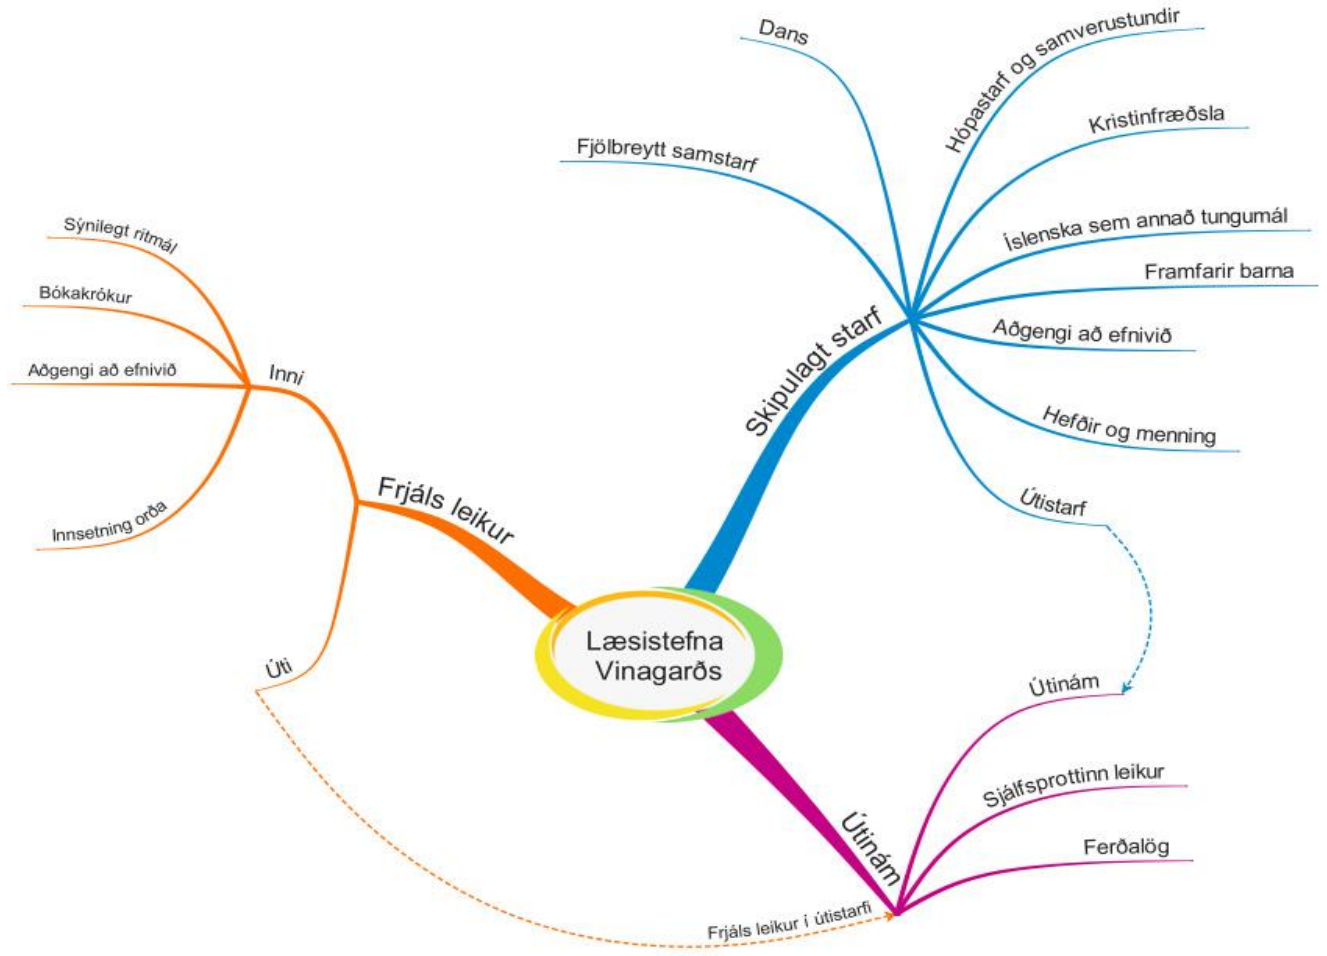 Læsistefna
Vinagarðs
Skipulagt starf
Dans
Fjölbreytt samstarf
Hópastarf og samverustundir
Kristinfræðsla
Íslenska sem annað tungumál
Framfarir barna
Aðgengi að efnivið
Hefðir og menning
Útistarf
Frjáls leikur
Inni
Sýnilegt ritmál
Bókakrókur
Aðgengi að efnivið
Innsetning orða
Úti
Útinám
Útinám
Sjálfsprottinn leikur
Ferðalög
Frjáls leikur í útistarfi